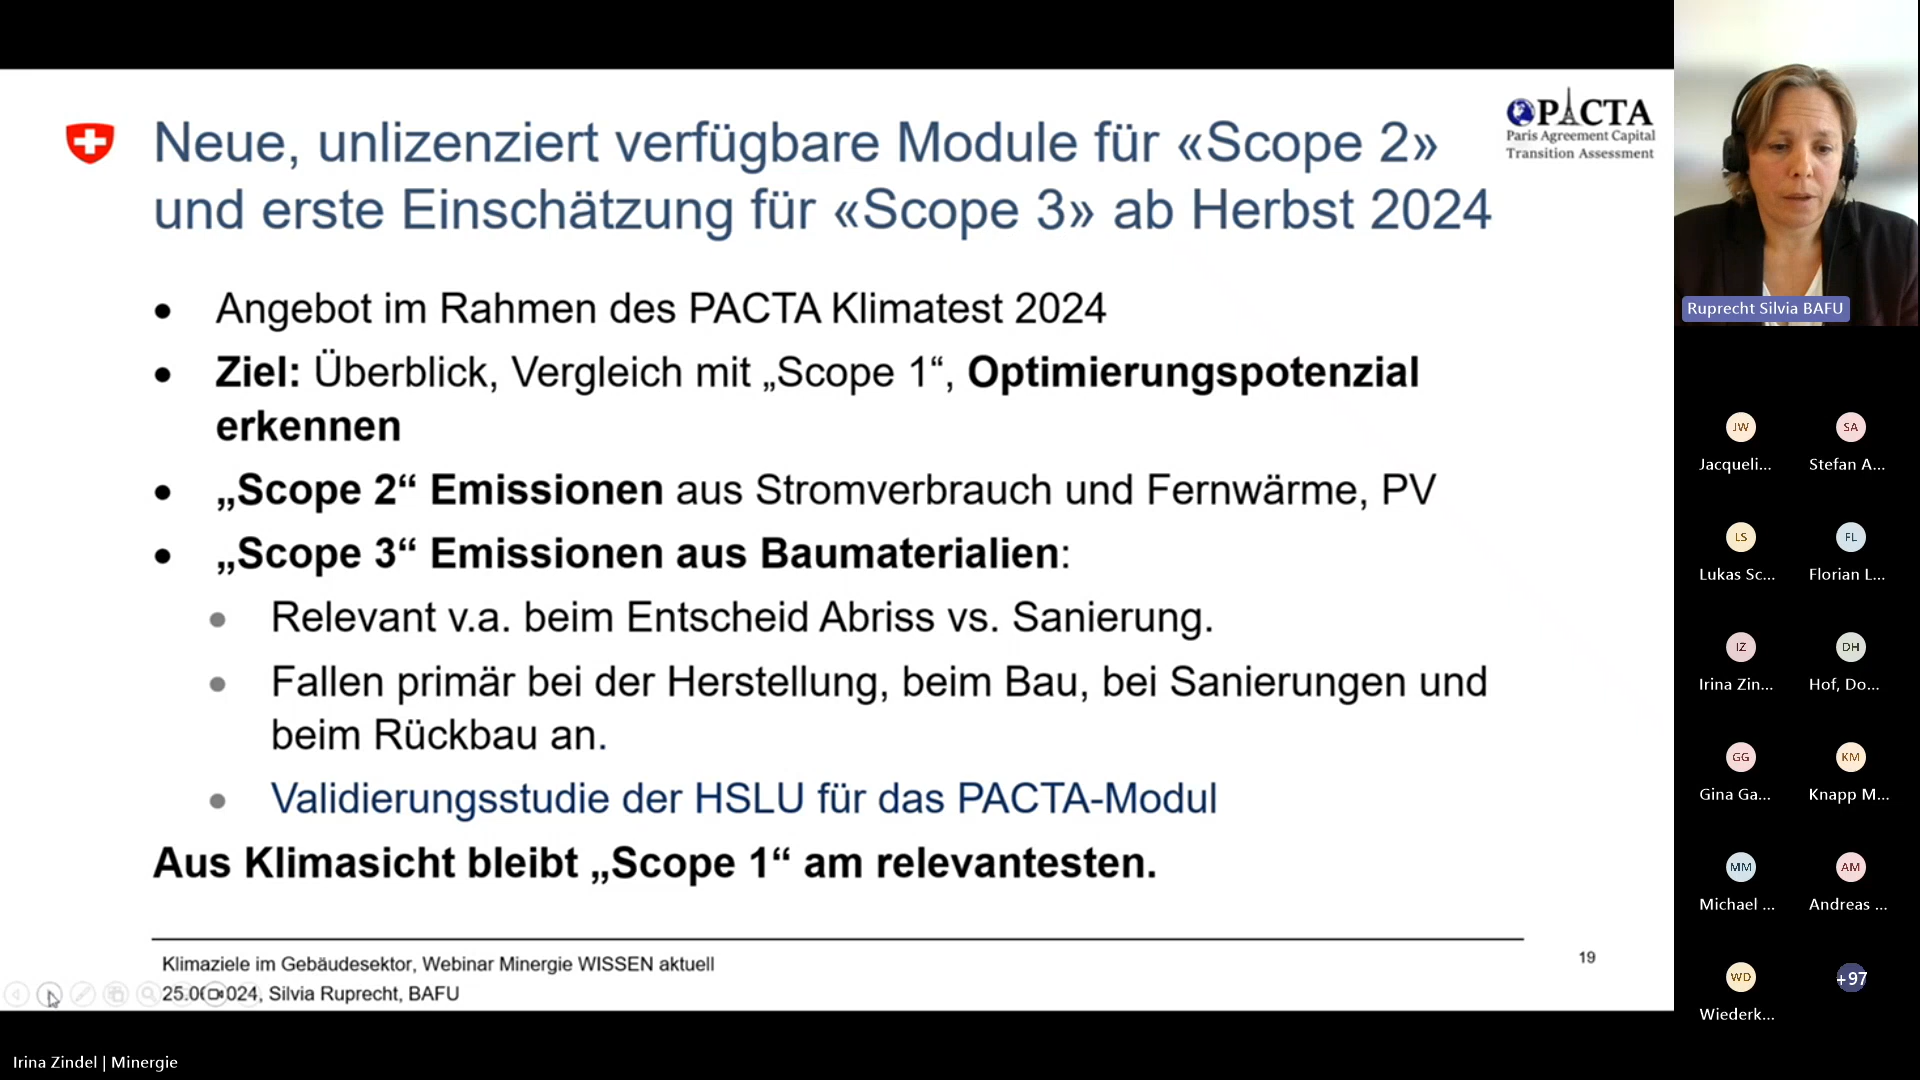 Neue, unlizenziert verfügbare Module für «Scope 2»
und erste Einschätzung für «Scope 3» ab Herbst 2024
PACTA
Paris Agreement Capital
Transition Assessment
• Angebot im Rahmen des PACTA Klimatest 2024
• Ziel: Überblick, Vergleich mit „Scope 1“, Optimierungspotenzial
erkennen
• „Scope 2“ Emissionen aus Stromverbrauch und Fernwärme, PV
• „Scope 3“ Emissionen aus Baumaterialien:
• Relevant v.a. beim Entscheid Abriss vs. Sanierung.
• Fallen primär bei der Herstellung, beim Bau, bei Sanierungen und
beim Rückbau an.
• Validierungsstudie der HSLU für das PACTA-Modul
Aus Klimasicht bleibt „Scope 1“ am relevantesten.
Klimaziele im Gebäudesektor, Webinar Minergie WISSEN aktuell
19
Silvia Ruprecht, BAFU
Irina Zindel | Minergie
Ruprecht Silvia BAFU
JW
SA
Jacqueli...
Stefan A...
LS
FL
Lukas Sc...
Florian L...
IZ
DH
Irina Zin...
Hof, Do...
GG
KM
Gina Ga...
Knapp M...
MM
AM
Michael ...
Andreas ...
WD
+97
Wiederk...